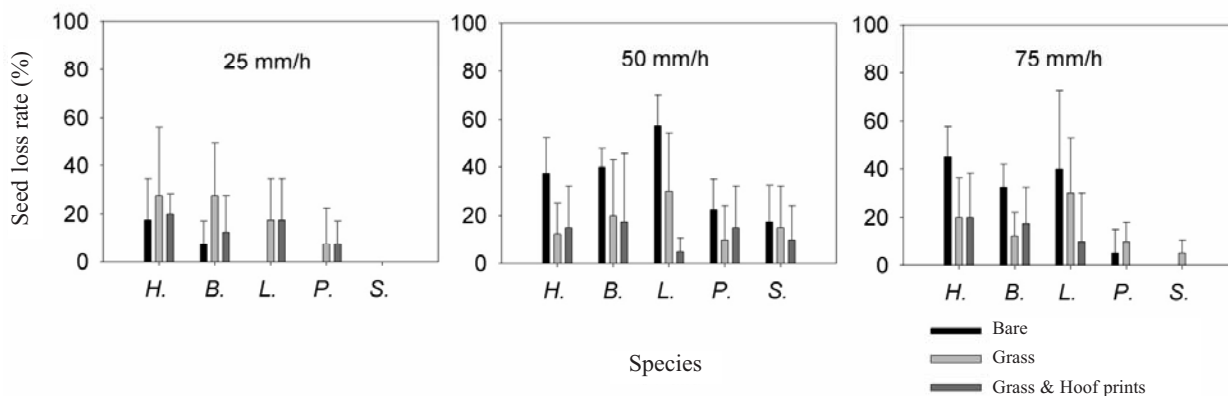 Seed loss rate (%)
100
80
60
40
20
0
25 mm/h
H. B. L. P. S.
100
80
60
40
20
0
50 mm/h
H. B. L. P. S.
100
80
60
40
20
0
75 mm/h
H. B. L. P. S.
Species
Bare
Grass
Grass & Hoof prints